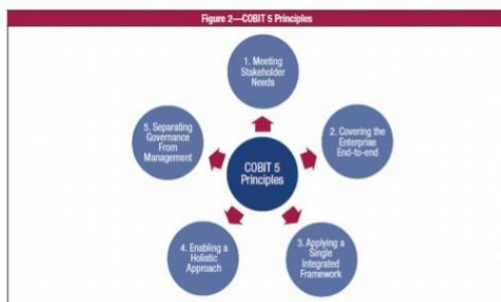 Figure 2—COBIT 5 Principles
1. Meeting
Stakeholder
Needs
2. Covering the
Enterprise
End-to-end
3. Applying a
Single
Integrated
Framework
4. Enabling a
Holistic
Approach
5. Separating
Governance
From
Management
COBIT 5
Principles